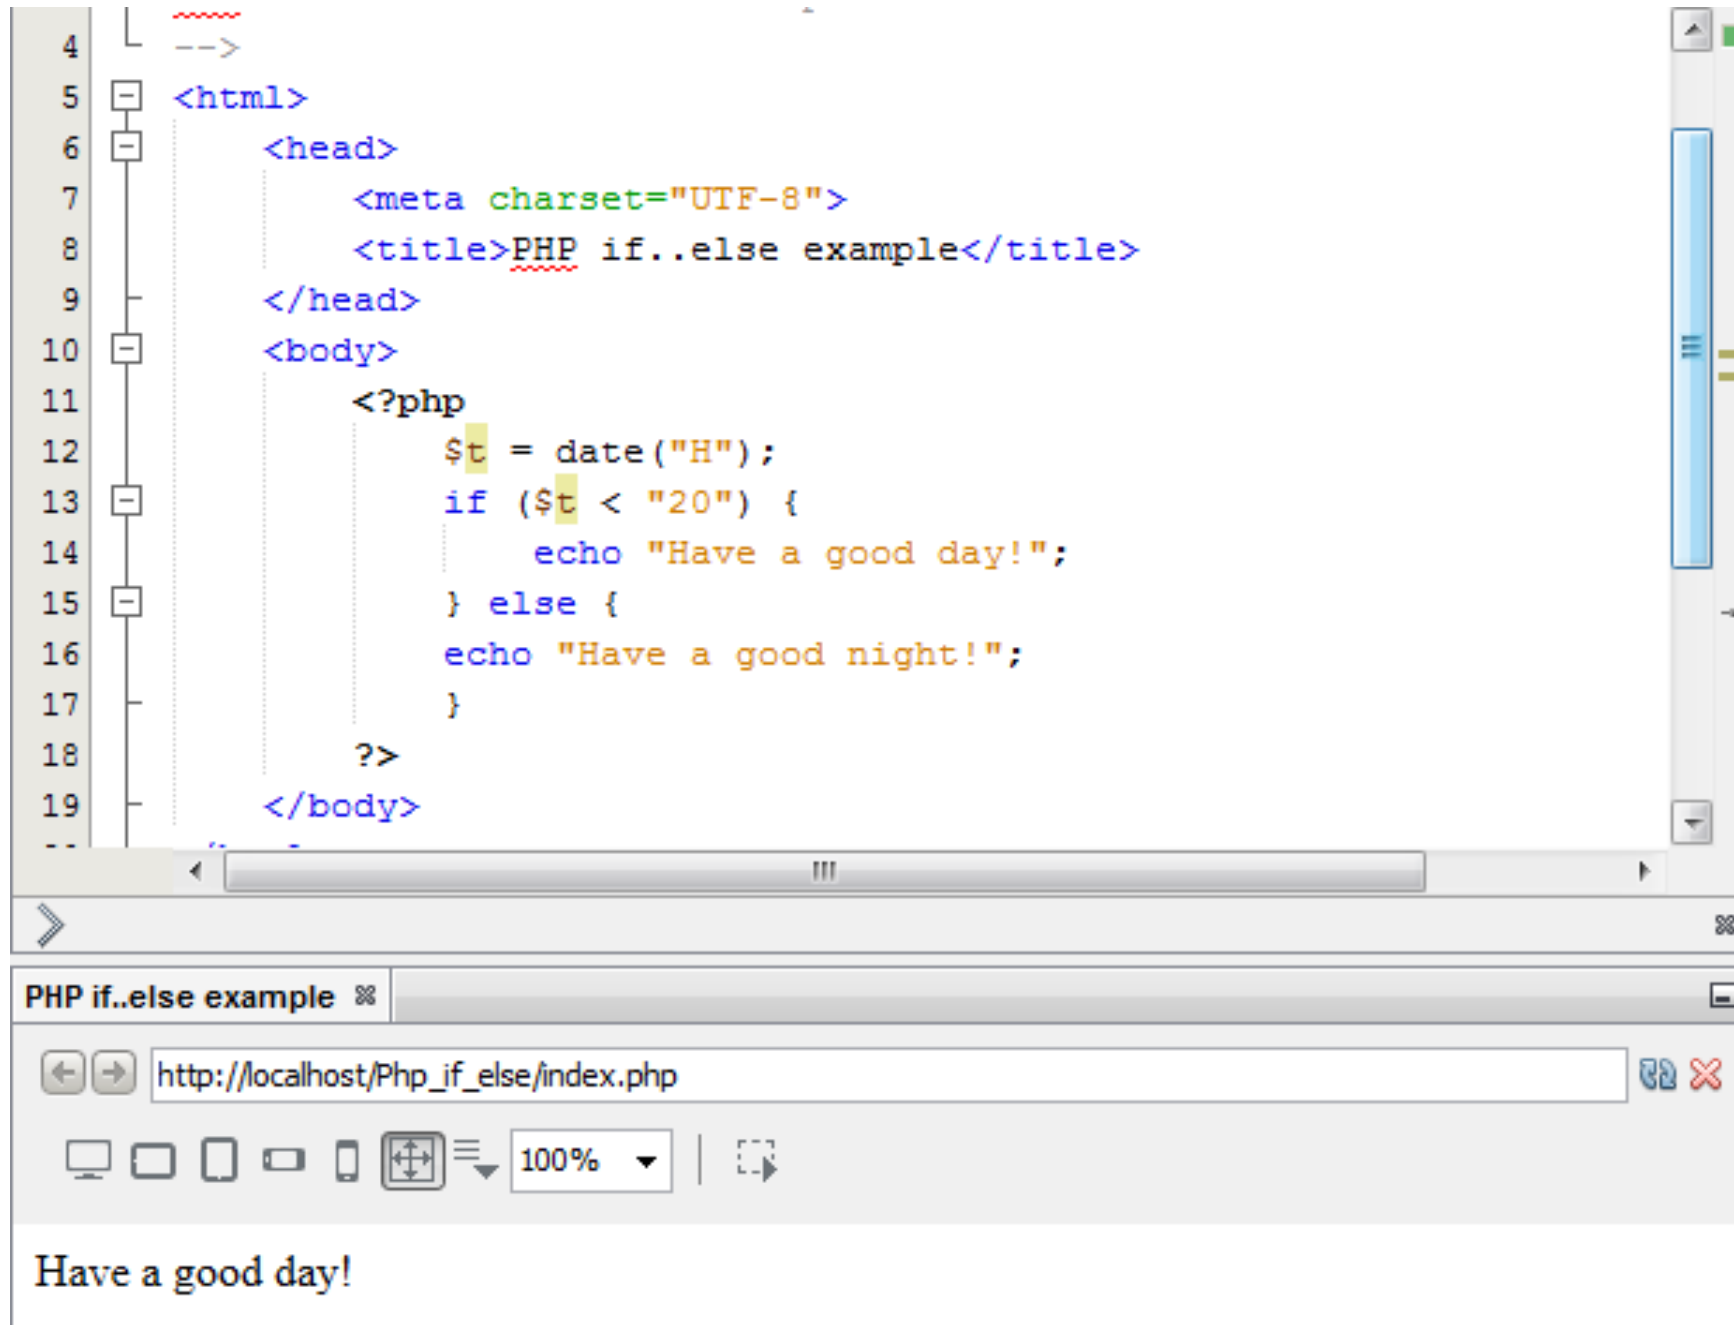 4 -->
5 <html>
6 <head>
7 <meta charset="UTF-8">
8 <title>PHP if..else example</title>
9 </head>
10 <body>
11 <?php
12 $t = date("H");
13 if ($t < "20") {
14 echo "Have a good day!";
15 } else {
16 echo "Have a good night!";
17 }
18 ?>
19 </body>
PHP if..else example
http://localhost/Php_if_else/index.php
100%
Have a good day!